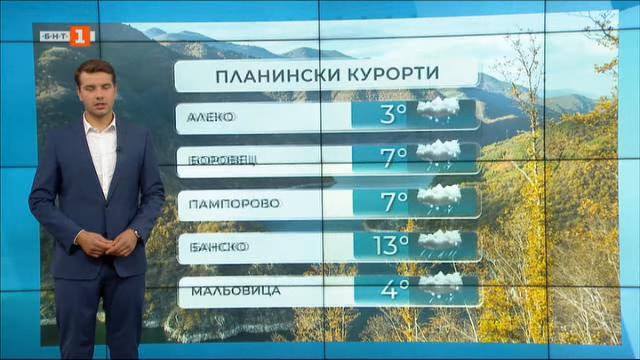 БНТ 1
ПЛАНИНСКИ КУРОРТИ
АЛЕКО 3°
БОРОВЕЦ 7°
ПАМПОРОВО 7°
БАНСКО 13°
МАЛЬОВИЦА 4°